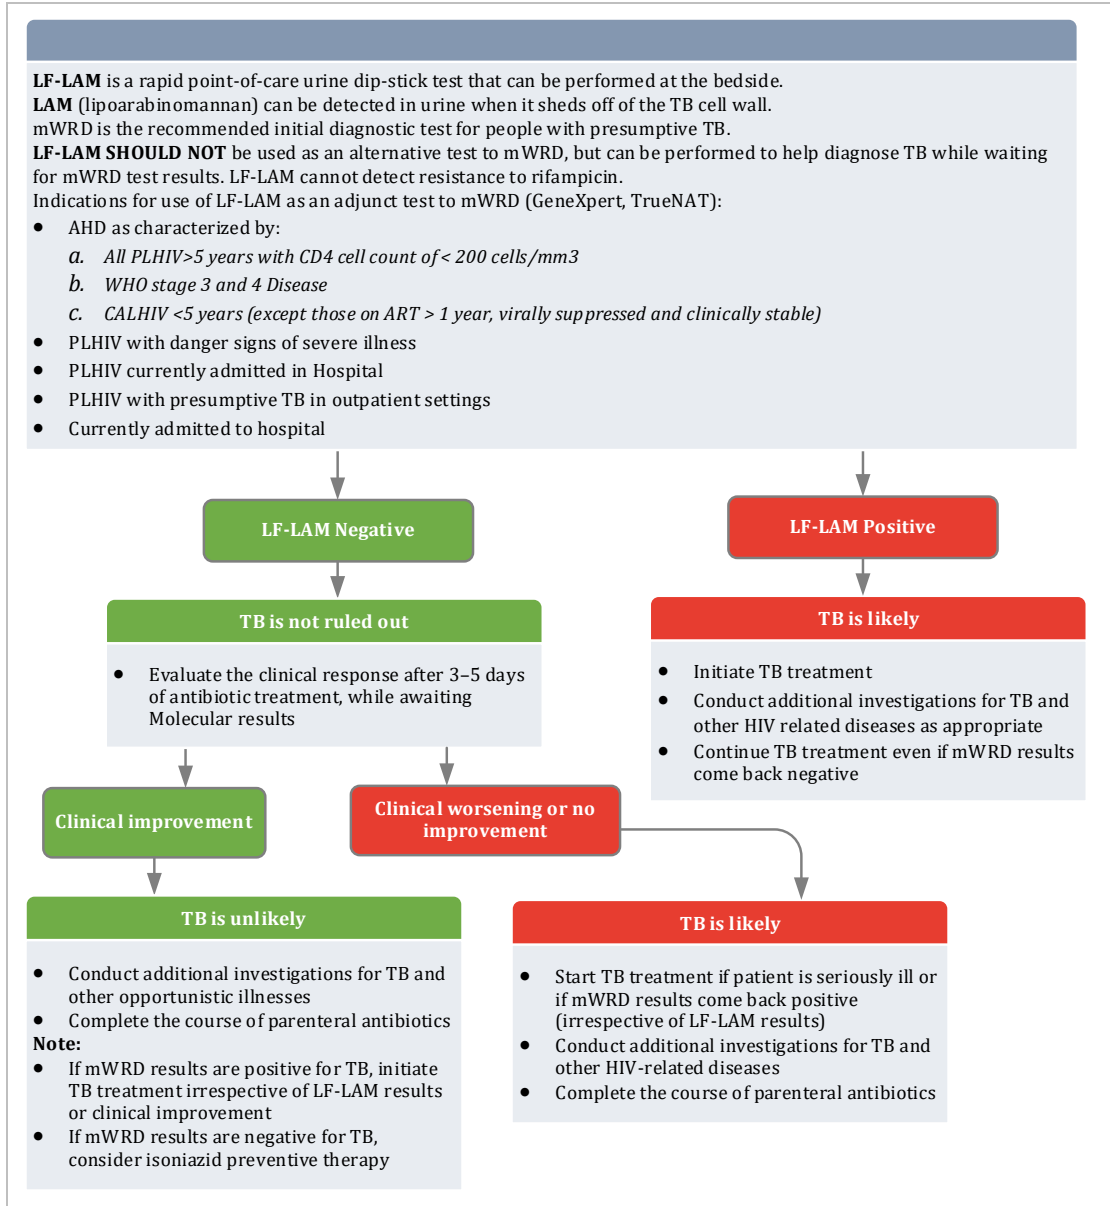 LF-LAM is a rapid point-of-care urine dip-stick test that can be performed at the bedside.
LAM (lipoarabinomannan) can be detected in urine when it sheds off of the TB cell wall.
mWRD is the recommended initial diagnostic test for people with presumptive TB.
LF-LAM SHOULD NOT be used as an alternative test to mWRD, but can be performed to help diagnose TB while waiting
for mWRD test results. LF-LAM cannot detect resistance to rifampicin.
Indications for use of LF-LAM as an adjunct test to mWRD (GeneXpert, TrueNAT):
• AHD as characterized by:
a. All PLHIV>5 years with CD4 cell count of < 200 cells/mm3
b. WHO stage 3 and 4 Disease
c. CALHIV <5 years (except those on ART > 1 year, virally suppressed and clinically stable)
• PLHIV with danger signs of severe illness
• PLHIV currently admitted in Hospital
• PLHIV with presumptive TB in outpatient settings
• Currently admitted to hospital
LF-LAM Negative
LF-LAM Positive
TB is not ruled out
• Evaluate the clinical response after 3–5 days
of antibiotic treatment, while awaiting
Molecular results
TB is likely
• Initiate TB treatment
• Conduct additional investigations for TB and
other HIV related diseases as appropriate
• Continue TB treatment even if mWRD results
come back negative
Clinical improvement
Clinical worsening or no
improvement
TB is unlikely
• Conduct additional investigations for TB and
other opportunistic illnesses
• Complete the course of parenteral antibiotics
Note:
• If mWRD results are positive for TB, initiate
TB treatment irrespective of LF-LAM results
or clinical improvement
• If mWRD results are negative for TB,
consider isoniazid preventive therapy
TB is likely
• Start TB treatment if patient is seriously ill or
if mWRD results come back positive
(irrespective of LF-LAM results)
• Conduct additional investigations for TB and
other HIV-related diseases
• Complete the course of parenteral antibiotics